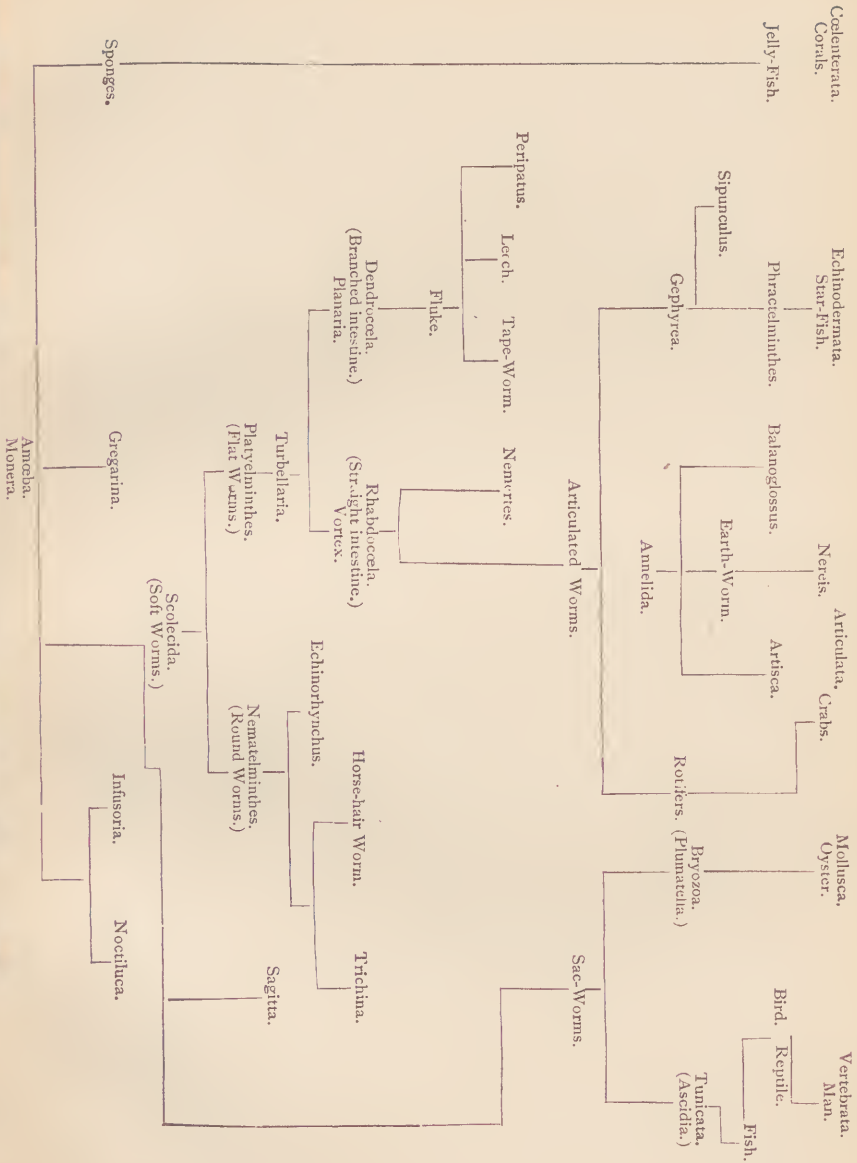 Cœlenterata.
Corals.
Echinodermata.
Star-Fish.
Articulata.
Mollusca.
Oyster.
Vertebrata.
Man.
Jelly-Fish.
Phractelminthes.
Nereis.
Crabs.
Bird.
Reptile.
Fish.
Sipunculus.
Balanoglossus.
Earth-Worm.
Artisca.
Gephyrea.
Annelida.
Rotifers.
Bryozoa.
(Plumatella.)
Tunicata.
(Ascidia.)
Articulated Worms.
Sac-Worms.
Peripatus.
Leech.
Tape-Worm.
Nemertes.
Fluke.
Dendrocœla.
(Branched intestine.)
Planaria.
Rhabdocœla.
(Straight intestine.)
Vortex.
Horse-hair Worm.
Trichina.
Echinorhynchus.
Turbellaria.
Sagitta.
Platyelminthes.
(Flat Worms.)
Nematelminthes.
(Round Worms.)
Scolecida.
(Soft Worms.)
Sponges.
Gregarina.
Infusoria.
Noctiluca.
Amœba.
Monera.